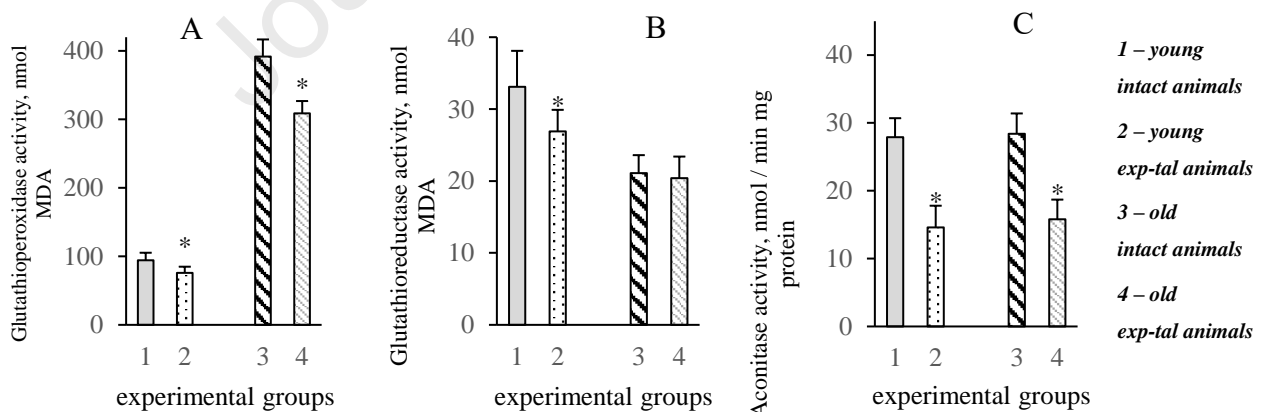 Jou
A
Glutathioperoxidase activity, nmol
MDA
400
300
200
100
0
*
*
1 2 3 4
experimental groups
B
Glutathioreductase activity, nmol
MDA
40
30
20
10
0
*
1 2 3 4
experimental groups
C
Aconitase activity, nmol / min mg
protein
40
30
20
10
0
*
*
1 2 3 4
experimental groups
1 – young
intact animals
2 – young
exp-tal animals
3 – old
intact animals
4 – old
exp-tal animals